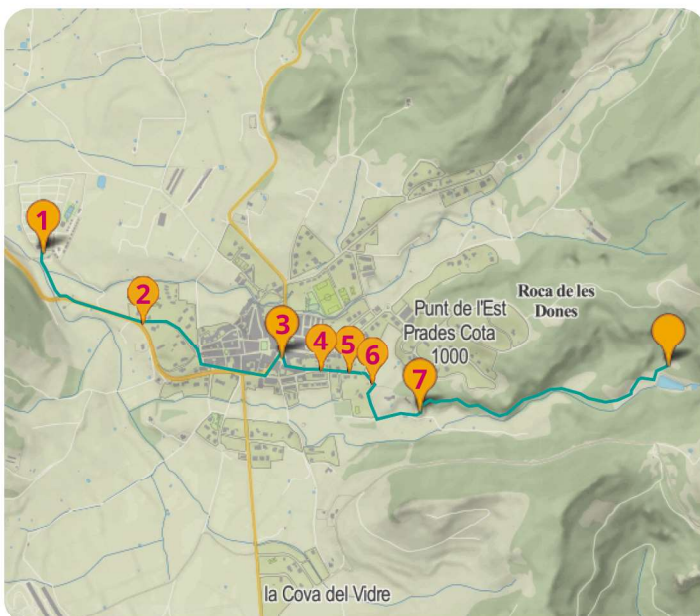 1
2
3
4
5
6
7
Punt de l'Est
Prades Cota
1000
Roca de les
Dones
la Cova del Vidre